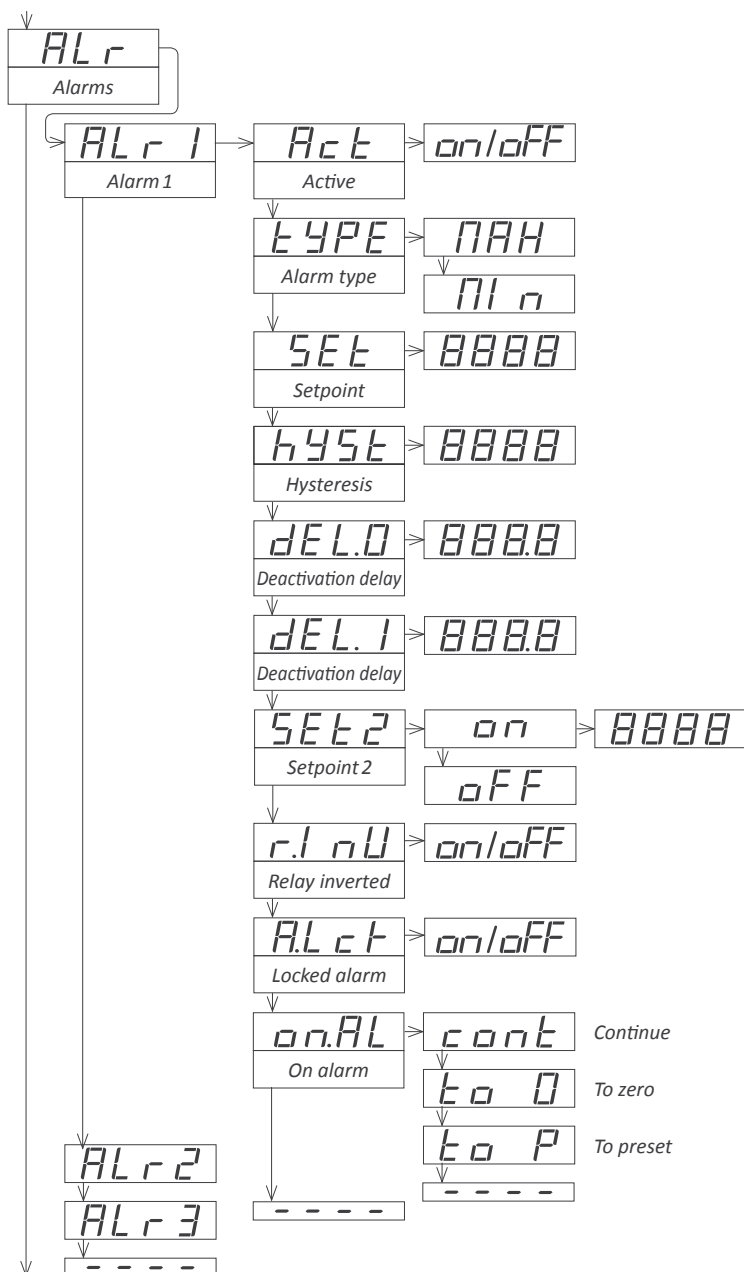 ALr
Alarms
ALr1
Alarm 1
Act
Active
on/oFF
tYPE
Alarm type
MAH
MIn
SEt
Setpoint
8888
hYSt
Hysteresis
8888
dEL.0
Deactivation delay
888.8
dEL.1
Deactivation delay
888.8
SEt2
Setpoint 2
on
8888
oFF
r.InV
Relay inverted
on/oFF
A.Lck
Locked alarm
on/oFF
on.AL
On alarm
cont
Continue
to 0
To zero
to P
To preset
----
----
ALr2
ALr3
----